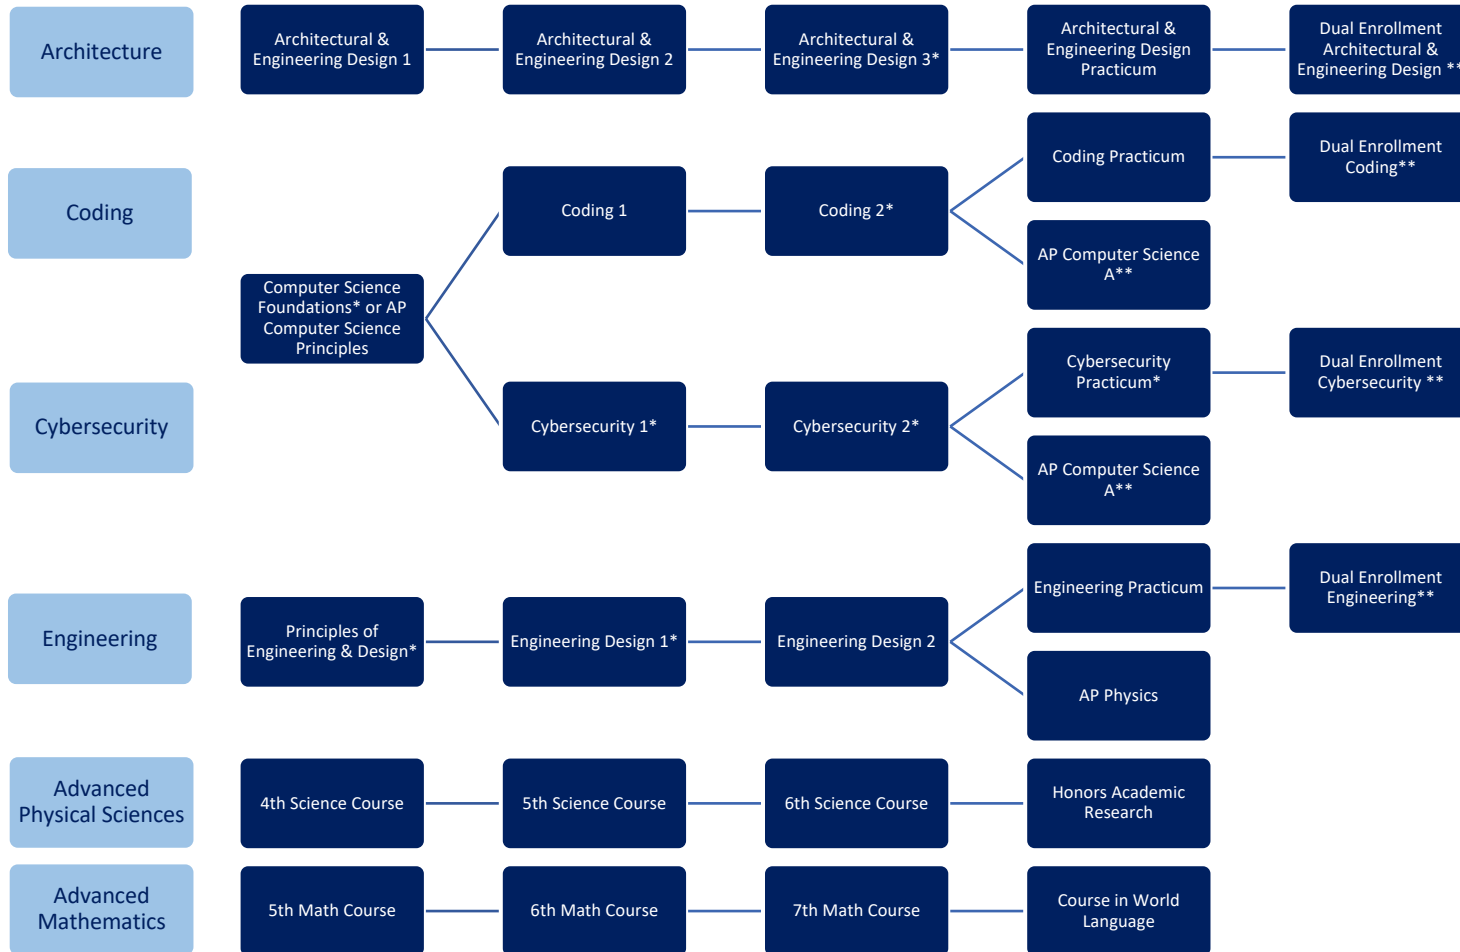 Architecture
Architectural &
Engineering Design 1
Architectural &
Engineering Design 2
Architectural &
Engineering Design 3*
Architectural &
Engineering Design
Practicum
Dual Enrollment
Architectural &
Engineering Design **
Coding
Computer Science
Foundations* or AP
Computer Science
Principles
Coding 1
Coding 2*
Coding Practicum
Dual Enrollment
Coding**
AP Computer Science
A**
Cybersecurity
Cybersecurity 1*
Cybersecurity 2*
Cybersecurity
Practicum*
Dual Enrollment
Cybersecurity **
AP Computer Science
A**
Engineering
Principles of
Engineering & Design*
Engineering Design 1*
Engineering Design 2
Engineering Practicum
Dual Enrollment
Engineering**
AP Physics
Advanced
Physical Sciences
4th Science Course
5th Science Course
6th Science Course
Honors Academic
Research
Advanced
Mathematics
5th Math Course
6th Math Course
7th Math Course
Course in World
Language